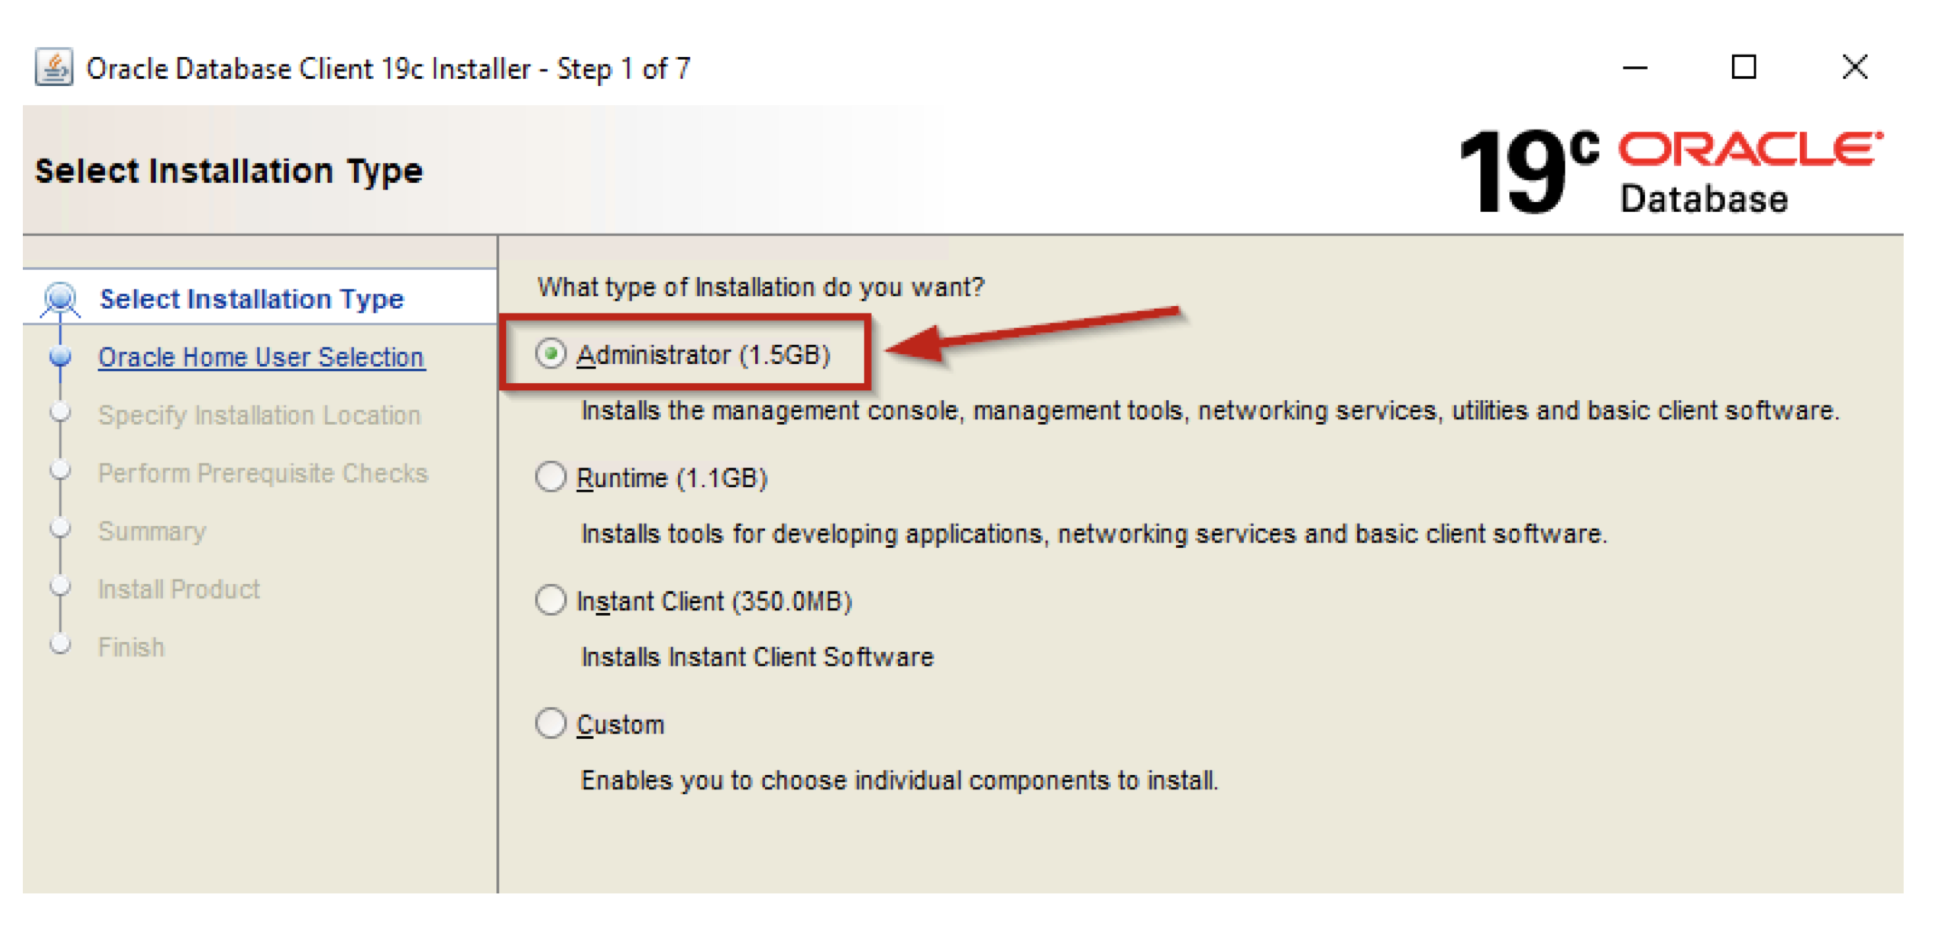 Oracle Database Client 19c Installer - Step 1 of 7
Select Installation Type
19c ORACLE
Database
Select Installation Type
Oracle Home User Selection
Specify Installation Location
Perform Prerequisite Checks
Summary
Install Product
Finish
What type of Installation do you want?
Administrator (1.5GB)
Installs the management console, management tools, networking services, utilities and basic client software.
Runtime (1.1GB)
Installs tools for developing applications, networking services and basic client software.
Instant Client (350.0MB)
Installs Instant Client Software
Custom
Enables you to choose individual components to install.